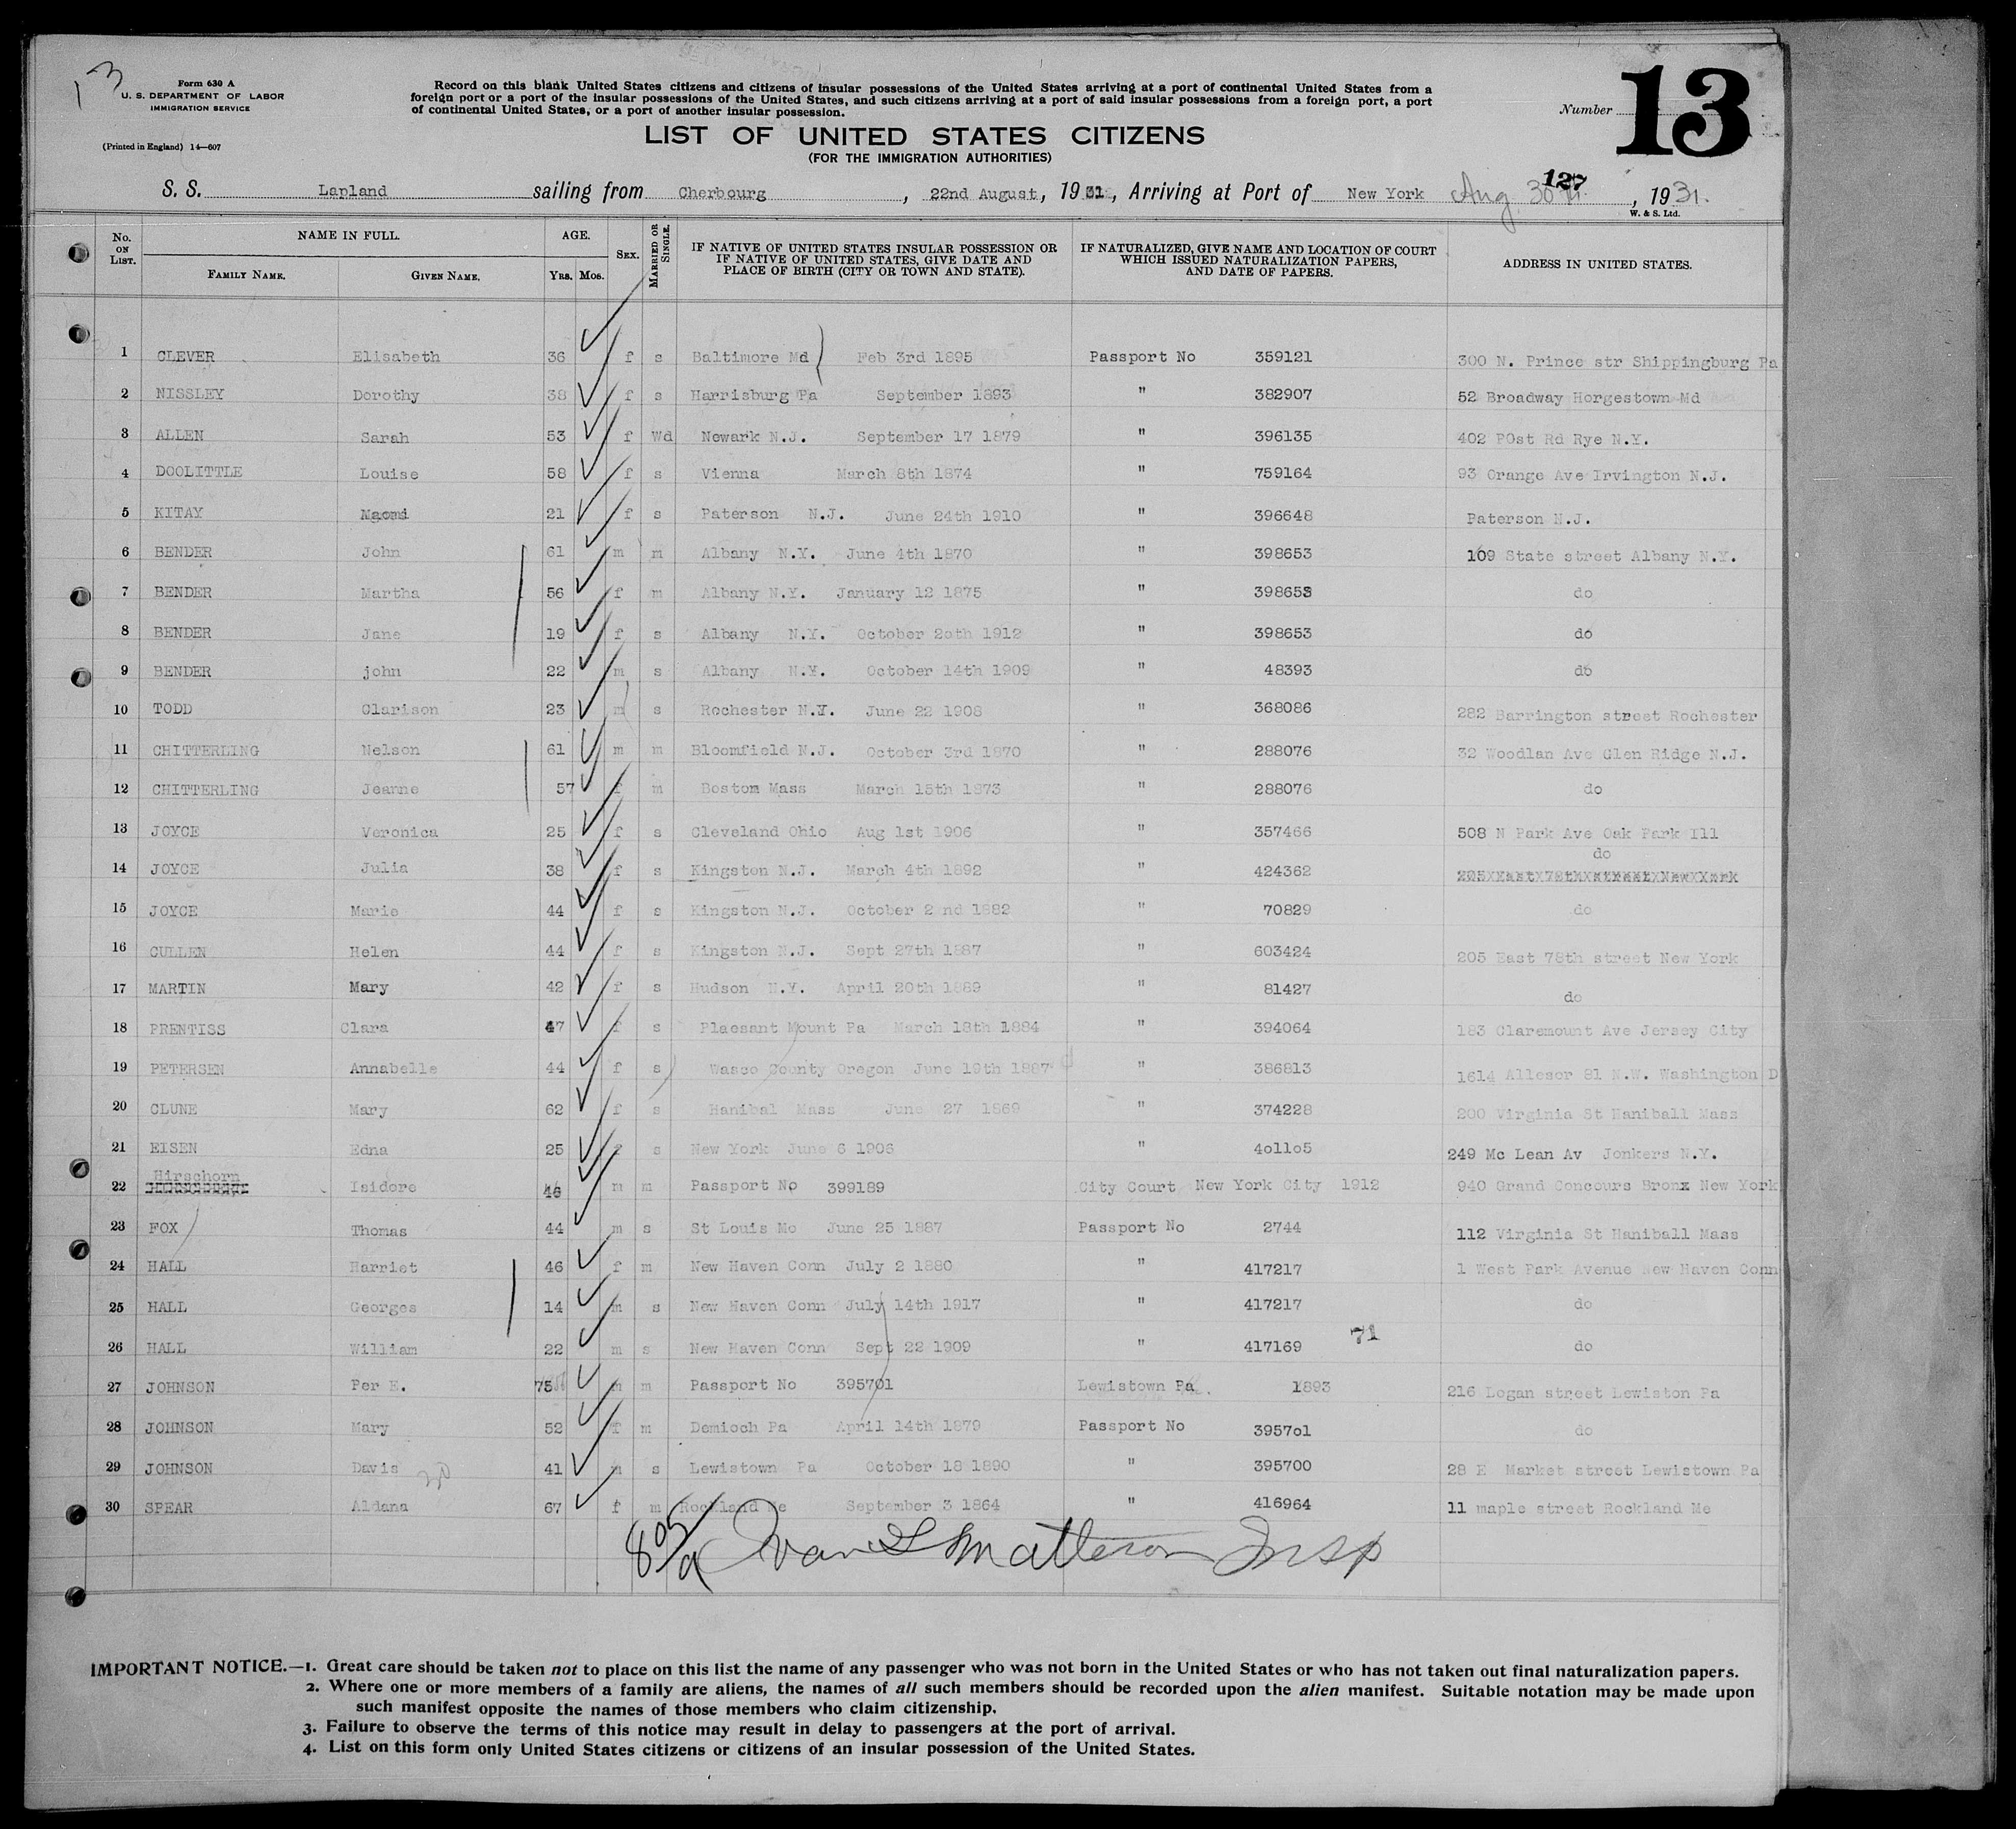 13
Form 630 A
U. S. DEPARTMENT OF LABOR
IMMIGRATION SERVICE
(Printed in England) 14—607
Record on this blank United States citizens and citizens of insular possessions of the United States arriving at a port of continental United States from a
foreign port or a port of the insular possessions of the United States, and such citizens arriving at a port of said insular possessions from a foreign port, a port
of continental United States, or a port of another insular possession.
Number 13
LIST OF UNITED STATES CITIZENS
(FOR THE IMMIGRATION AUTHORITIES)
127
S. S. Lapland sailing from Cherbourg, 22nd August, 1931, Arriving at Port of New York Aug 30, 1931.
W. & S. Ltd.
No. ON LIST. NAME IN FULL. FAMILY NAME. GIVEN NAME. AGE. YRS. MOS. SEX. MARRIED OR SINGLE. IF NATIVE OF UNITED STATES INSULAR POSSESSION OR IF NATIVE OF UNITED STATES, GIVE DATE AND PLACE OF BIRTH (CITY OR TOWN AND STATE). IF NATURALIZED, GIVE NAME AND LOCATION OF COURT WHICH ISSUED NATURALIZATION PAPERS, AND DATE OF PAPERS. ADDRESS IN UNITED STATES.
1 CLEVER Elisabeth 36 f s Baltimore Md Feb 3rd 1895 Passport No 359121 300 N. Prince str Shippingburg Pa
2 NISSLEY Dorothy 38 f s Harrisburg Pa September 1893 " 382907 52 Broadway Horgestown Md
3 ALLEN Sarah 53 f Wd Newark N.J. September 17 1879 " 396135 402 POst Rd Rye N.Y.
4 DOOLITTLE Louise 58 f s Vienna March 8th 1874 " 759164 93 Orange Ave Irvington N.J.
5 KITAY Naomi 21 f s Paterson N.J. June 24th 1910 " 396648 Paterson N.J.
6 BENDER John 61 m m Albany N.Y. June 4th 1870 " 398653 109 State street Albany N.Y.
7 BENDER Martha 56 f m Albany N.Y. January 12 1875 " 398653 do
8 BENDER Jane 19 f s Albany N.Y. October 2oth 1912 " 398653 do
9 BENDER john 22 m s Albany N.Y. October 14th 1909 " 48393 do
10 TODD Clarison 23 m s Rochester N.Y. June 22 1908 " 368086 282 Barrington street Rochester
11 CHITTERLING Nelson 61 m m Bloomfield N.J. October 3rd 1870 " 288076 32 Woodlan Ave Glen Ridge N.J.
12 CHITTERLING Jeanne 57 f m Boston Mass March 15th 1873 " 288076 do
13 JOYCE Veronica 25 f s Cleveland Ohio Aug 1st 1906 " 357466 508 N Park Ave Oak Park Ill
14 JOYCE Julia 38 f s Kingston N.J. March 4th 1892 " 424362 do
15 JOYCE Marie 44 f s Kingston N.J. October 2 nd 1882 " 70829 do
16 CULLEN Helen 44 f s Kingston N.J. Sept 27th 1887 " 603424 205 East 78th street New York
17 MARTIN Mary 42 f s Hudson N.Y. April 20th 1889 " 81427 do
18 PRENTISS Clara 47 f s Plaesant Mount Pa March 18th 1884 " 394064 183 Claremount Ave Jersey City
19 PETERSEN Annabelle 44 f s Wasco County Oregon June 19th 1887 " 386813 1614 Allesor 81 N.W. Washington D
20 CLUNE Mary 62 f s Hanibal Mass June 27 1869 " 374228 200 Virginia St Haniball Mass
21 EISEN Edna 25 f s New York June 6 1906 " 4o11o5 249 Mc Lean Av Jonkers N.Y.
22 Hirschorn Isidore 46 m m Passport No 399189 City Court New York City 1912 940 Grand Concours Bronx New York
23 FOX Thomas 44 m s St Louis Mo June 25 1887 Passport No 2744 112 Virginia St Haniball Mass
24 HALL Harriet 46 f m New Haven Conn July 2 1880 " 417217 1 West Park Avenue New Haven Conn
25 HALL Georges 14 m s New Haven Conn July 14th 1917 " 417217 do
26 HALL William 22 m s New Haven Conn Sept 22 1909 " 417169 71 do
27 JOHNSON Per E. 75 m m Passport No 395701 Lewistown Pa. 1893 216 Logan street Lewiston Pa
28 JOHNSON Mary 52 f m Demioch Pa April 14th 1879 Passport No 3957o1 do
29 JOHNSON Davis 41 m s Lewistown Pa October 18 1890 " 395700 28 E Market street Lewistown Pa
30 SPEAR Aldana 67 f m Rockland Me September 3 1864 " 416964 11 maple street Rockland Me
Matterson Insp
IMPORTANT NOTICE.—1. Great care should be taken not to place on this list the name of any passenger who was not born in the United States or who has not taken out final naturalization papers.
2. Where one or more members of a family are aliens, the names of all such members should be recorded upon the alien manifest. Suitable notation may be made upon
such manifest opposite the names of those members who claim citizenship.
3. Failure to observe the terms of this notice may result in delay to passengers at the port of arrival.
4. List on this form only United States citizens or citizens of an insular possession of the United States.